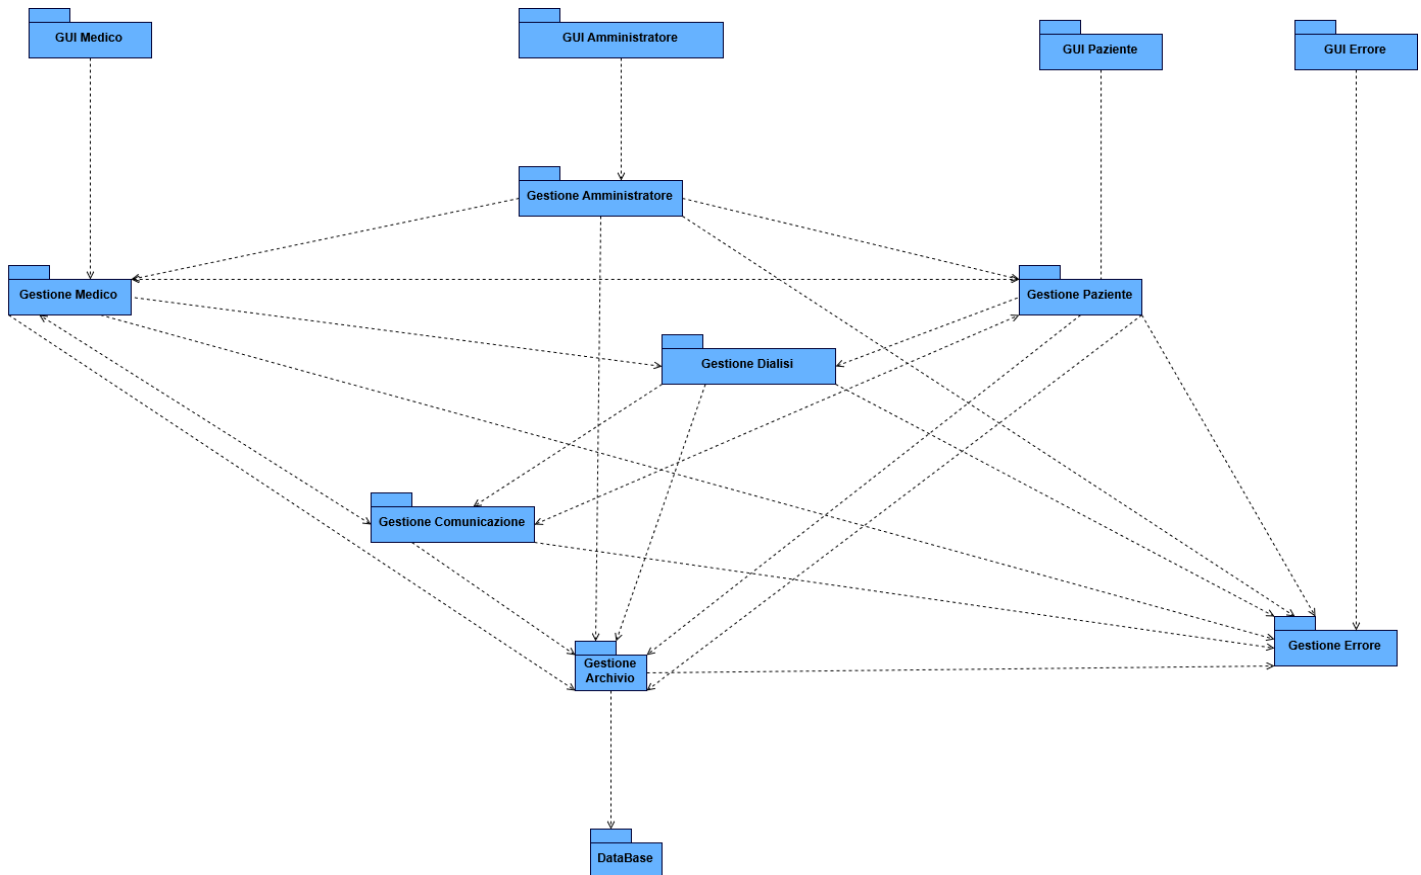 GUI Medico
GUI Amministratore
GUI Paziente
GUI Errore
Gestione Amministratore
Gestione Medico
Gestione Paziente
Gestione Dialisi
Gestione Comunicazione
Gestione
Archivio
Gestione Errore
DataBase